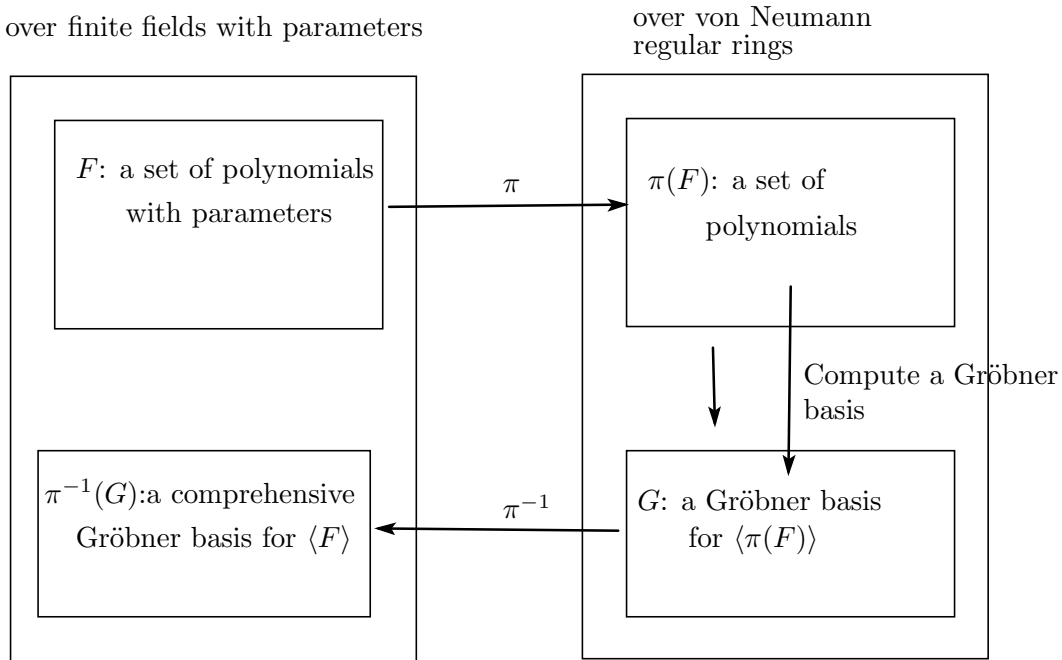 over finite fields with parameters
over von Neumann
regular rings
F: a set of polynomials
with parameters
π
π(F): a set of
polynomials
Compute a Gröbner
basis
π⁻¹(G):a comprehensive
Gröbner basis for ⟨F⟩
π⁻¹
G: a Gröbner basis
for ⟨π(F)⟩